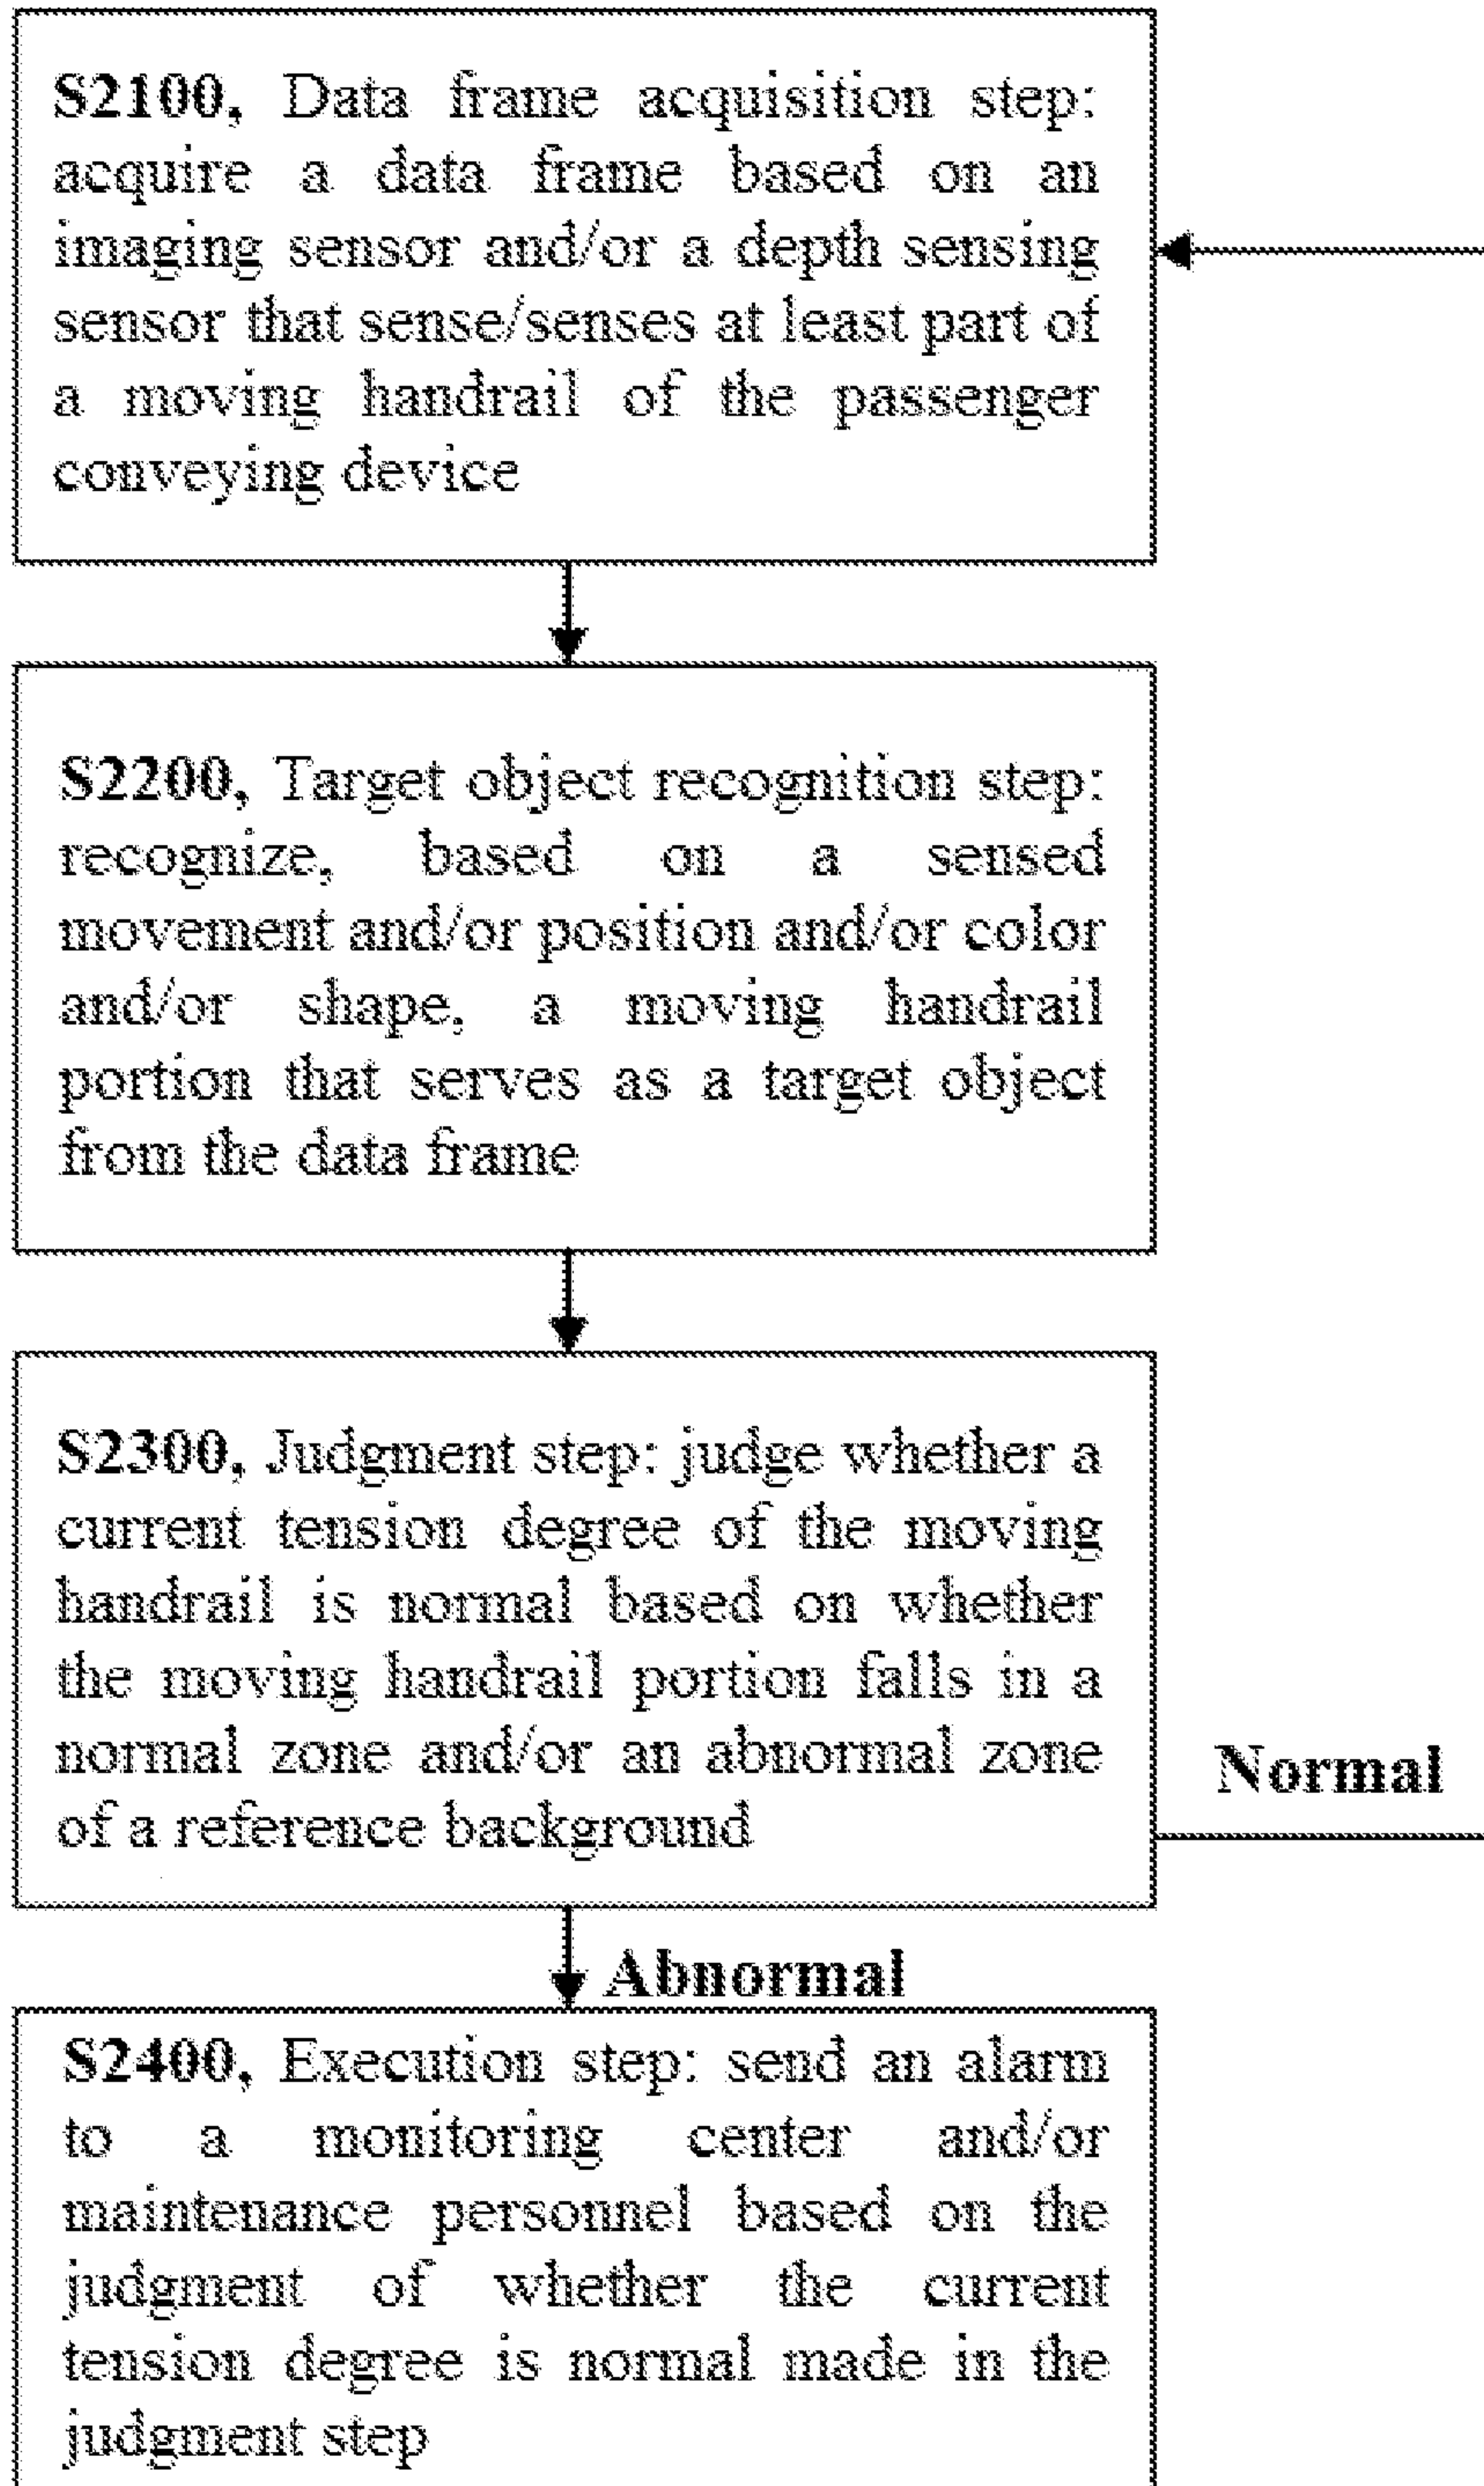 S2100, Data frame acquisition step:
acquire a data frame based on an
imaging sensor and/or a depth sensing
sensor that sense/senses at least part of
a moving handrail of the passenger
conveying device
S2200, Target object recognition step:
recognize, based on a sensed
movement and/or position and/or color
and/or shape, a moving handrail
portion that serves as a target object
from the data frame
S2300, Judgment step: judge whether a
current tension degree of the moving
handrail is normal based on whether
the moving handrail portion falls in a
normal zone and/or an abnormal zone
of a reference background
Normal
Abnormal
S2400, Execution step: send an alarm
to a monitoring center and/or
maintenance personnel based on the
judgment of whether the current
tension degree is normal made in the
judgment step